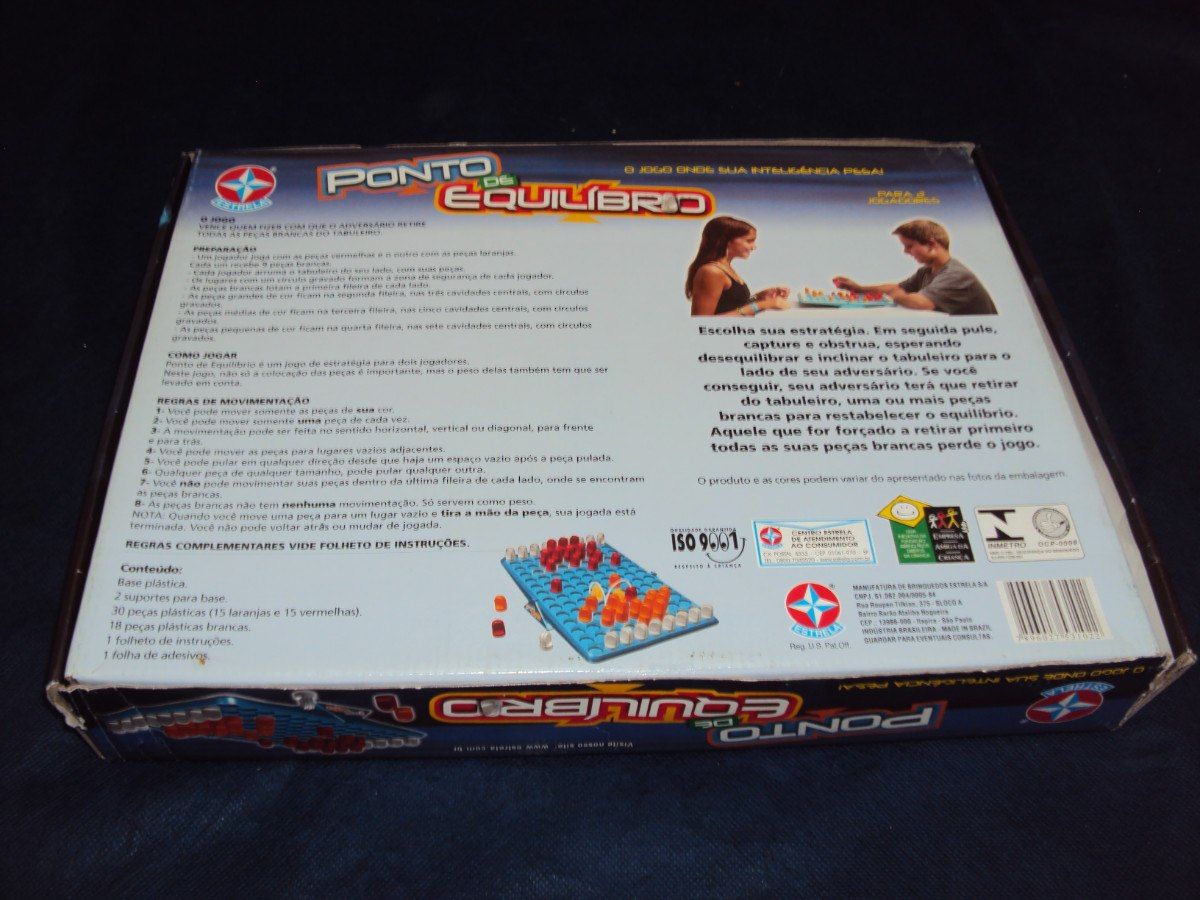 ESTRELA
PONTO
DE
EQUILÍBRIO
O JOGO ONDE SUA INTELIGÊNCIA PESA!
PARA 2
JOGADORES
O JOGO
VENCE QUEM FIZER COM QUE O ADVERSÁRIO RETIRE
TODAS AS PEÇAS BRANCAS DO TABULEIRO.
PREPARAÇÃO
- Um jogador joga com as peças vermelhas e o outro com as peças laranjas.
Cada um recebe 9 peças brancas.
- Cada jogador arruma o tabuleiro do seu lado, com suas peças.
- Os lugares com um círculo gravado formam a zona de segurança de cada jogador.
- As peças brancas lotam a primeira fileira de cada lado.
- As peças grandes de cor ficam na segunda fileira, nas três cavidades centrais, com círculos
gravados.
- As peças médias de cor ficam na terceira fileira, nas cinco cavidades centrais, com círculos
gravados.
- As peças pequenas de cor ficam na quarta fileira, nas sete cavidades centrais, com círculos
gravados.
COMO JOGAR
Ponto de Equilíbrio é um jogo de estratégia para dois jogadores.
Neste jogo, não só a colocação das peças é importante, mas o peso delas também tem que ser
levado em conta.
REGRAS DE MOVIMENTAÇÃO
1- Você pode mover somente as peças de sua cor.
2- Você pode mover somente uma peça de cada vez.
3- A movimentação pode ser feita no sentido horizontal, vertical ou diagonal, para frente
e para trás.
4- Você pode mover as peças para lugares vazios adjacentes.
5- Você pode pular em qualquer direção desde que haja um espaço vazio após a peça pulada.
6- Qualquer peça de qualquer tamanho, pode pular qualquer outra.
7- Você não pode movimentar suas peças dentro da última fileira de cada lado, onde se encontram
as peças brancas.
8- As peças brancas não tem nenhuma movimentação. Só servem como peso.
NOTA: Quando você move uma peça para um lugar vazio e tira a mão da peça, sua jogada está
terminada. Você não pode voltar atrás ou mudar de jogada.
REGRAS COMPLEMENTARES VIDE FOLHETO DE INSTRUÇÕES.
Conteúdo:
Base plástica.
2 suportes para base.
30 peças plásticas (15 laranjas e 15 vermelhas).
18 peças plásticas brancas.
1 folheto de instruções.
1 folha de adesivos.
Escolha sua estratégia. Em seguida pule,
capture e obstrua, esperando
desequilibrar e inclinar o tabuleiro para o
lado de seu adversário. Se você
conseguir, seu adversário terá que retirar
do tabuleiro, uma ou mais peças
brancas para restabelecer o equilíbrio.
Aquele que for forçado a retirar primeiro
todas as suas peças brancas perde o jogo.
O produto e as cores podem variar do apresentado nas fotos da embalagem.
QUALIDADE GARANTIDA
ISO 9001
RESPEITO À CRIANÇA
ESTRELA
CENTRO ESTRELA
DE ATENDIMENTO
AO CONSUMIDOR
EMPRESA
AMIGA DA
CRIANÇA
INMETRO
OCP-0006
ESTRELA
Reg. U.S. Pat. Off.
MANUFATURA DE BRINQUEDOS ESTRELA S/A
CNPJ. 61.082.004/0005-84
Rua Roupen Tilkian, 375 - BLOCO A
Bairro Barão Ataliba Nogueira
CEP : 13986-000 - Itapira - São Paulo
INDÚSTRIA BRASILEIRA - MADE IN BRAZIL
GUARDAR PARA EVENTUAIS CONSULTAS.
PONTO
DE
EQUILÍBRIO
O JOGO ONDE SUA INTELIGÊNCIA PESA!
ESTRELA
Visite nosso site: www.estrela.com.br